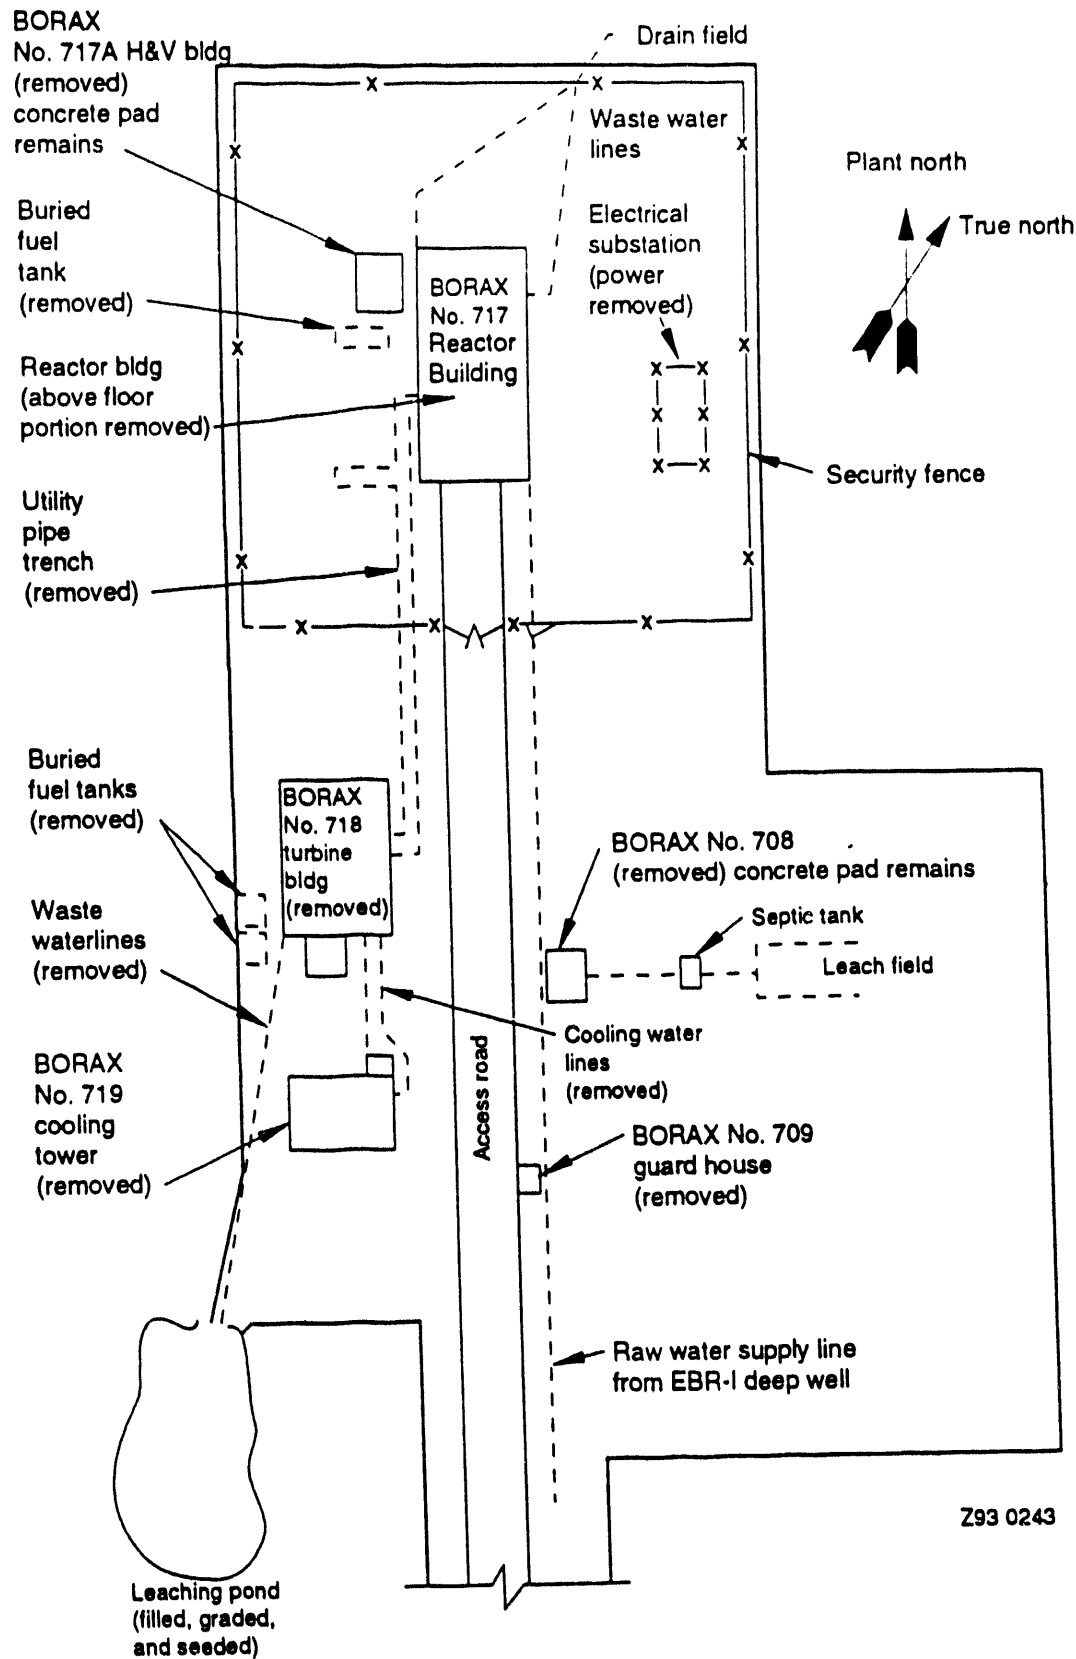 BORAX
No. 717A H&V bldg
(removed)
concrete pad
remains
Drain field
Waste water
lines
Plant north
True north
Buried
fuel
tank
(removed)
Electrical
substation
(power
removed)
BORAX
No. 717
Reactor
Building
Reactor bldg
(above floor
portion removed)
Security fence
Utility
pipe
trench
(removed)
Buried
fuel tanks
(removed)
BORAX
No. 718
turbine
bldg
(removed)
BORAX No. 708
(removed) concrete pad remains
Septic tank
Leach field
Waste
waterlines
(removed)
Cooling water
lines
(removed)
Access road
BORAX
No. 719
cooling
tower
(removed)
BORAX No. 709
guard house
(removed)
Raw water supply line
from EBR-I deep well
Z93 0243
Leaching pond
(filled, graded,
and seeded)